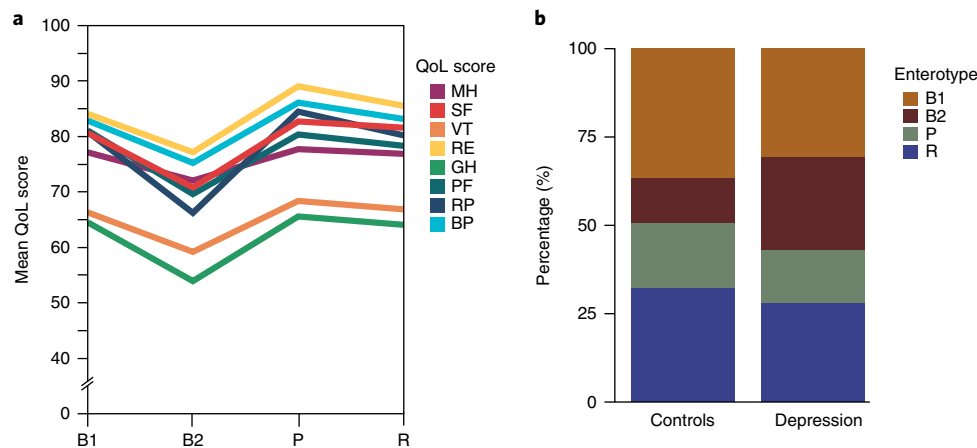 a
100
90
80
70
60
50
40
0
Mean QoL score
B1 B2 P R
QoL score
MH
SF
VT
RE
GH
PF
RP
BP
b
100
75
50
25
0
Percentage (%)
Controls Depression
Enterotype
B1
B2
P
R